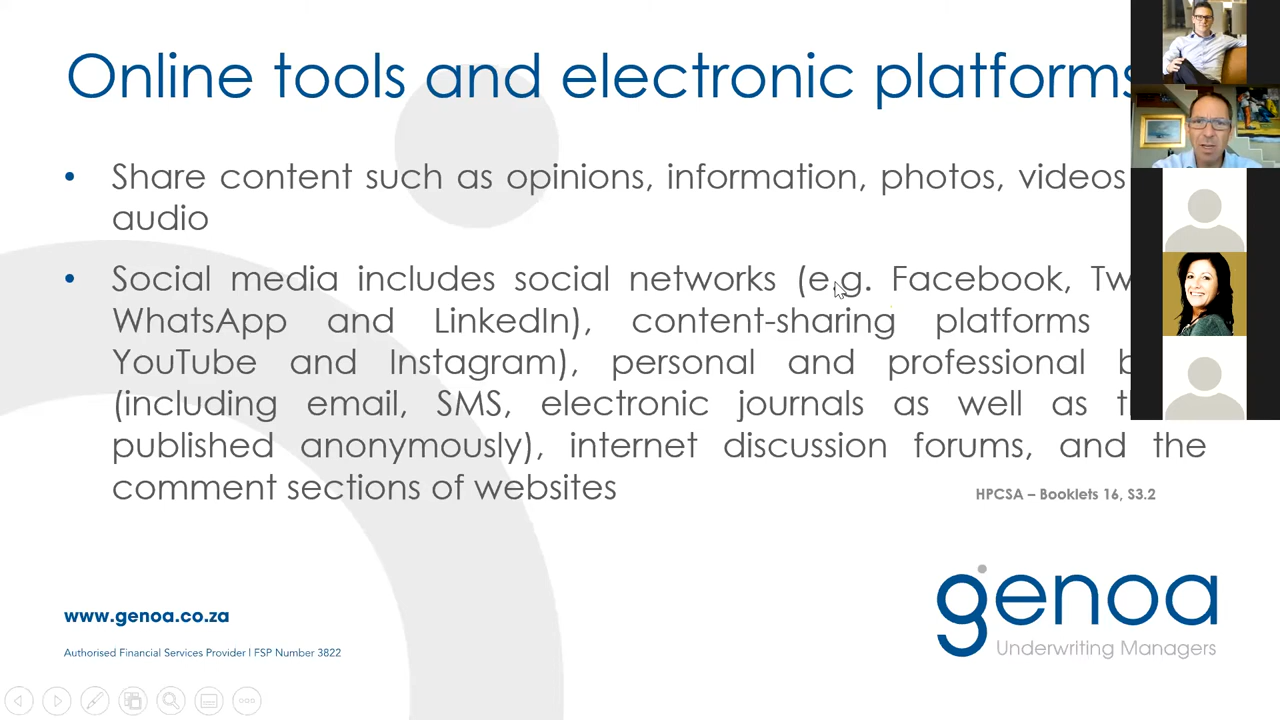 Online tools and electronic platforms
• Share content such as opinions, information, photos, videos
audio
• Social media includes social networks (e.g. Facebook,
WhatsApp and LinkedIn), content-sharing platforms
YouTube and Instagram), personal and professional
(including email, SMS, electronic journals as well as
published anonymously), internet discussion forums, and the
comment sections of websites
HPCSA – Booklets 16, S3.2
www.genoa.co.za
Authorised Financial Services Provider | FSP Number 3822
genoa
Underwriting Managers